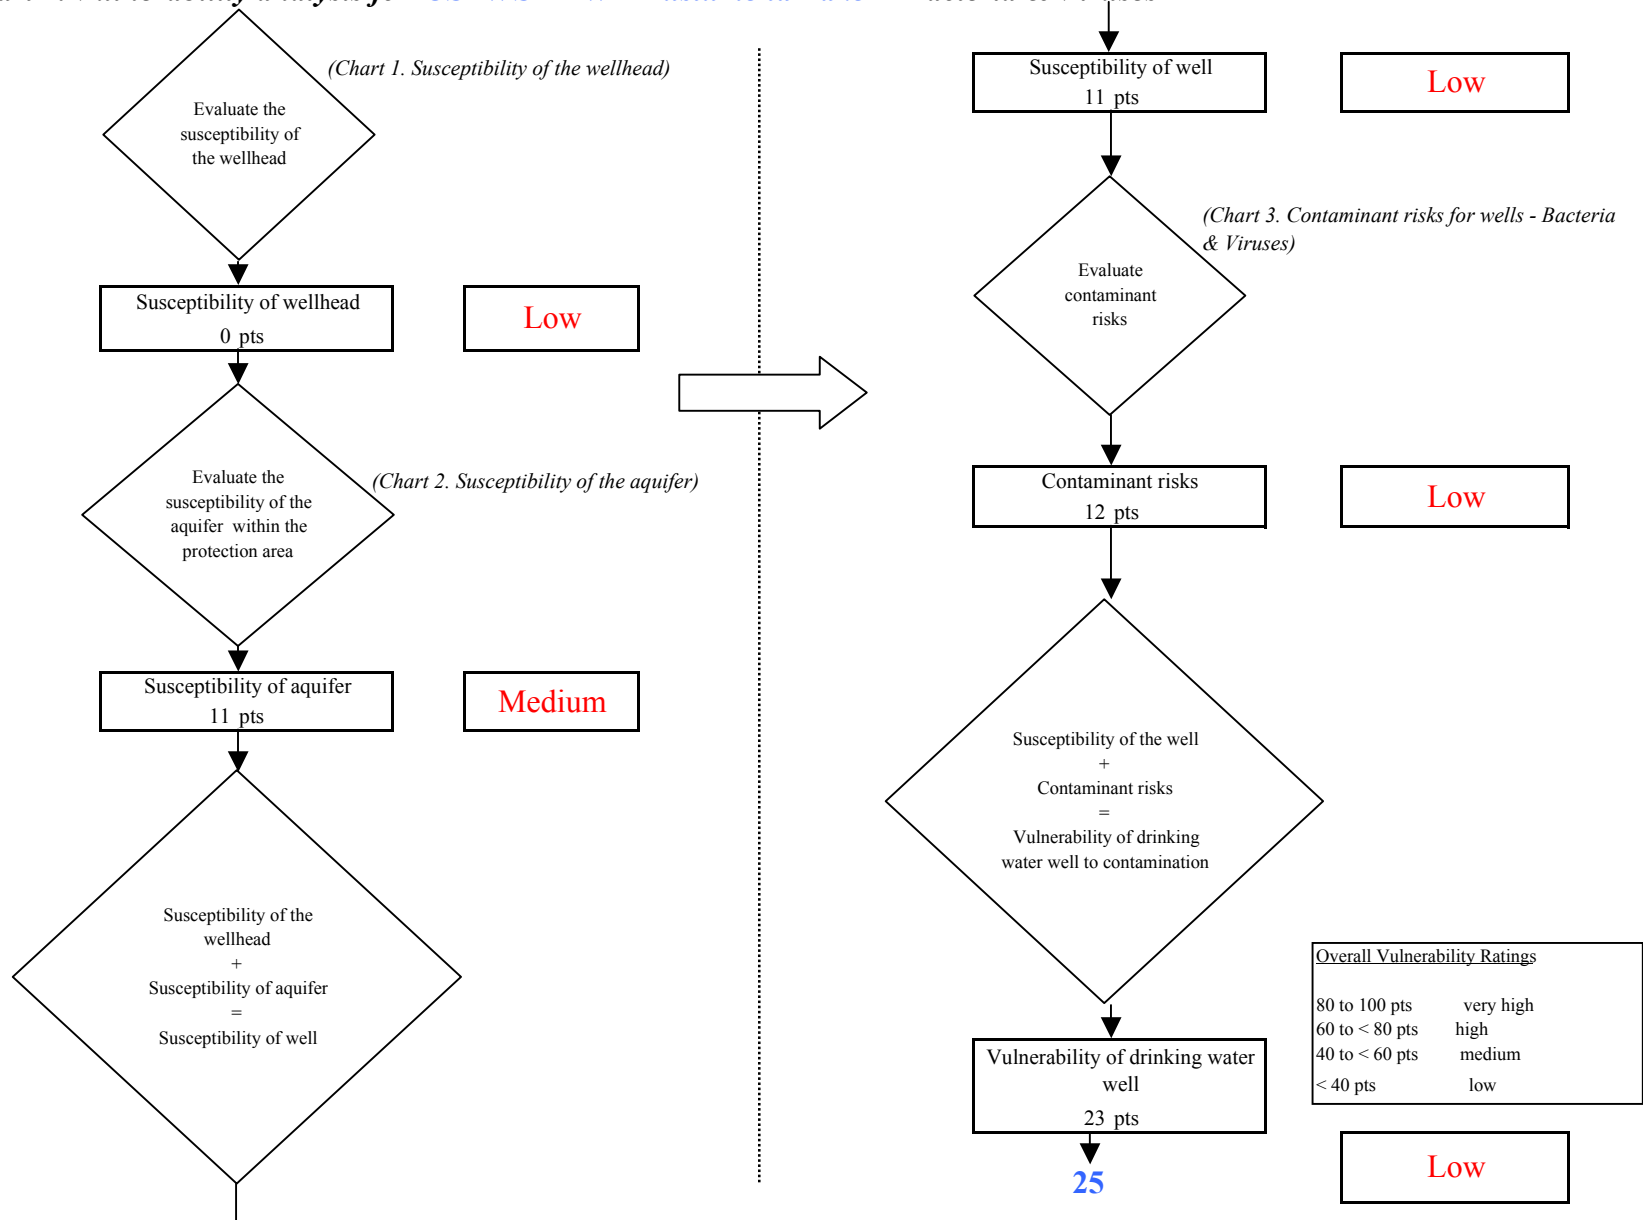 (Chart 1. Susceptibility of the wellhead)
Evaluate the
susceptibility of
the wellhead
Susceptibility of wellhead
0 pts
Low
Evaluate the
susceptibility of the
aquifer within the
protection area
(Chart 2. Susceptibility of the aquifer)
Susceptibility of aquifer
11 pts
Medium
Susceptibility of the
wellhead
+
Susceptibility of aquifer
=
Susceptibility of well
Susceptibility of well
11 pts
Low
(Chart 3. Contaminant risks for wells - Bacteria
& Viruses)
Evaluate
contaminant
risks
Contaminant risks
12 pts
Low
Susceptibility of the well
+
Contaminant risks
=
Vulnerability of drinking
water well to contamination
Overall Vulnerability Ratings
80 to 100 pts very high
60 to < 80 pts high
40 to < 60 pts medium
< 40 pts low
Vulnerability of drinking water
well
23 pts
25
Low